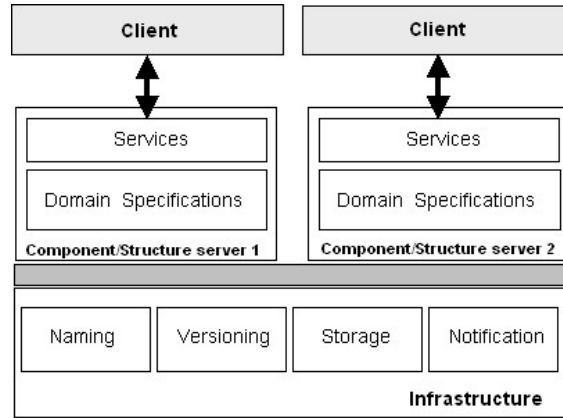 Client
Client
Services
Services
Domain Specifications
Domain Specifications
Component/Structure server 1
Component/Structure server 2
Naming
Versioning
Storage
Notification
Infrastructure